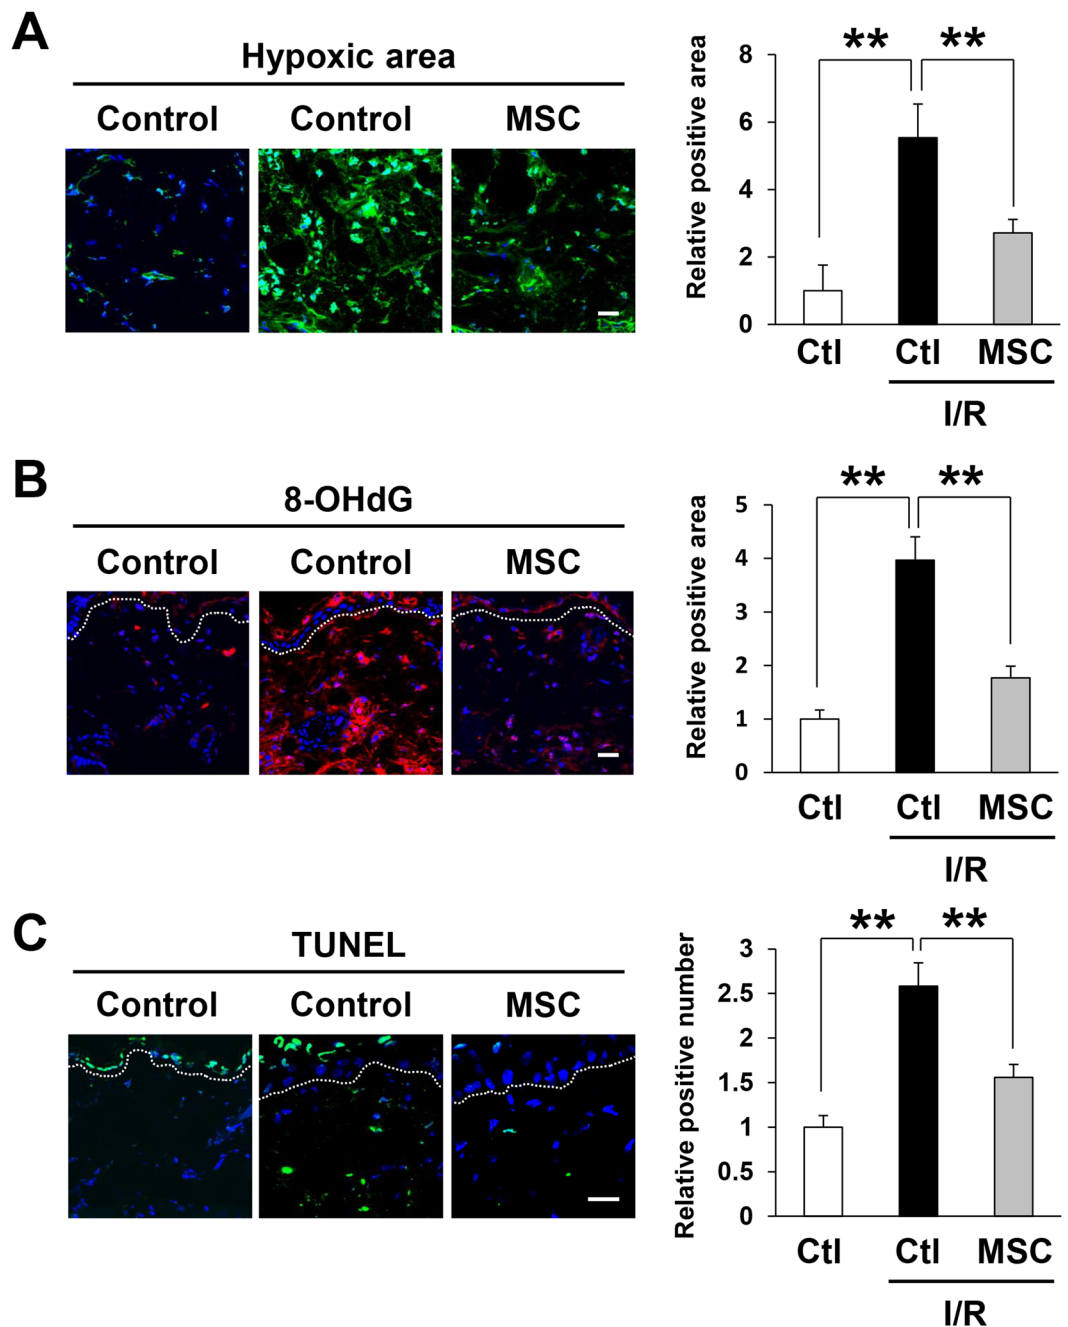 A
Hypoxic area
Control Control MSC
Relative positive area
8
6
4
2
0
** **
Ctl Ctl MSC
I/R
B
8-OHdG
Control Control MSC
Relative positive area
5
4
3
2
1
0
** **
Ctl Ctl MSC
I/R
C
TUNEL
Control Control MSC
Relative positive number
3
2.5
2
1.5
1
0.5
0
** **
Ctl Ctl MSC
I/R